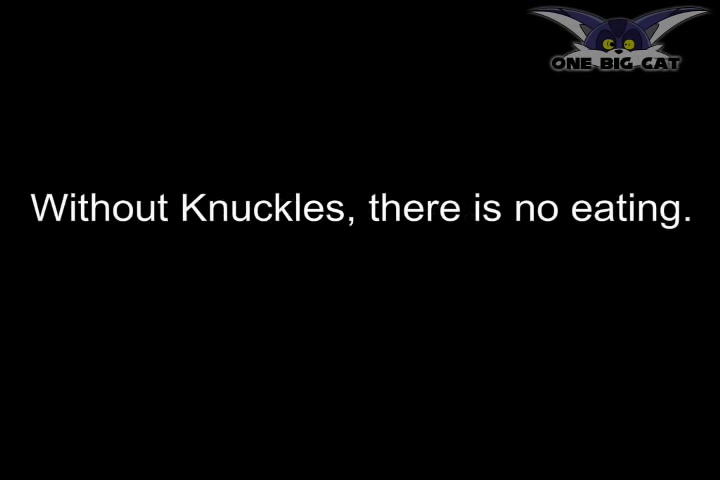 ONE BIG CAT
Without Knuckles, there is no eating.